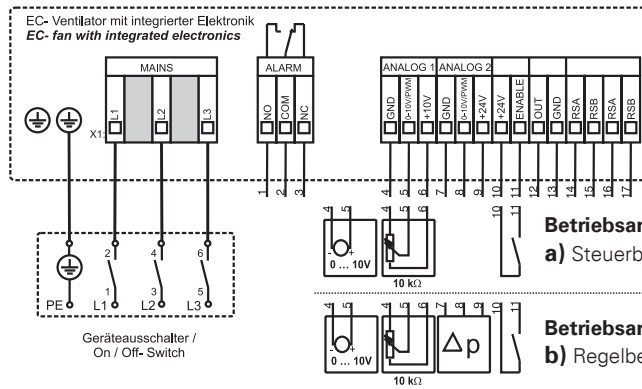 EC- Ventilator mit integrierter Elektronik
EC- fan with integrated electronics
MAINS
ALARM
ANALOG 1 ANALOG 2
X1:
L1
L2
L3
NO
COM
NC
GND
0-10V/PWM
+10V
GND
0-10V/PWM
+24V
+24V
ENABLE
OUT
GND
RSA
RSB
RSA
RSB
1 2 3
4 5 6 7 8 9 10 11 12 13 14 15 16 17
4 5
4 5 6
10 11
- +
0 ... 10V
10 kΩ
Betriebsar
a) Steuerb
2 4 6
1 3 5
PE L1 L2 L3
Geräteausschalter /
On / Off- Switch
4 5
4 5 6
7 8 9
10 11
- +
0 ... 10V
10 kΩ
Δp
Betriebsar
b) Regelbe